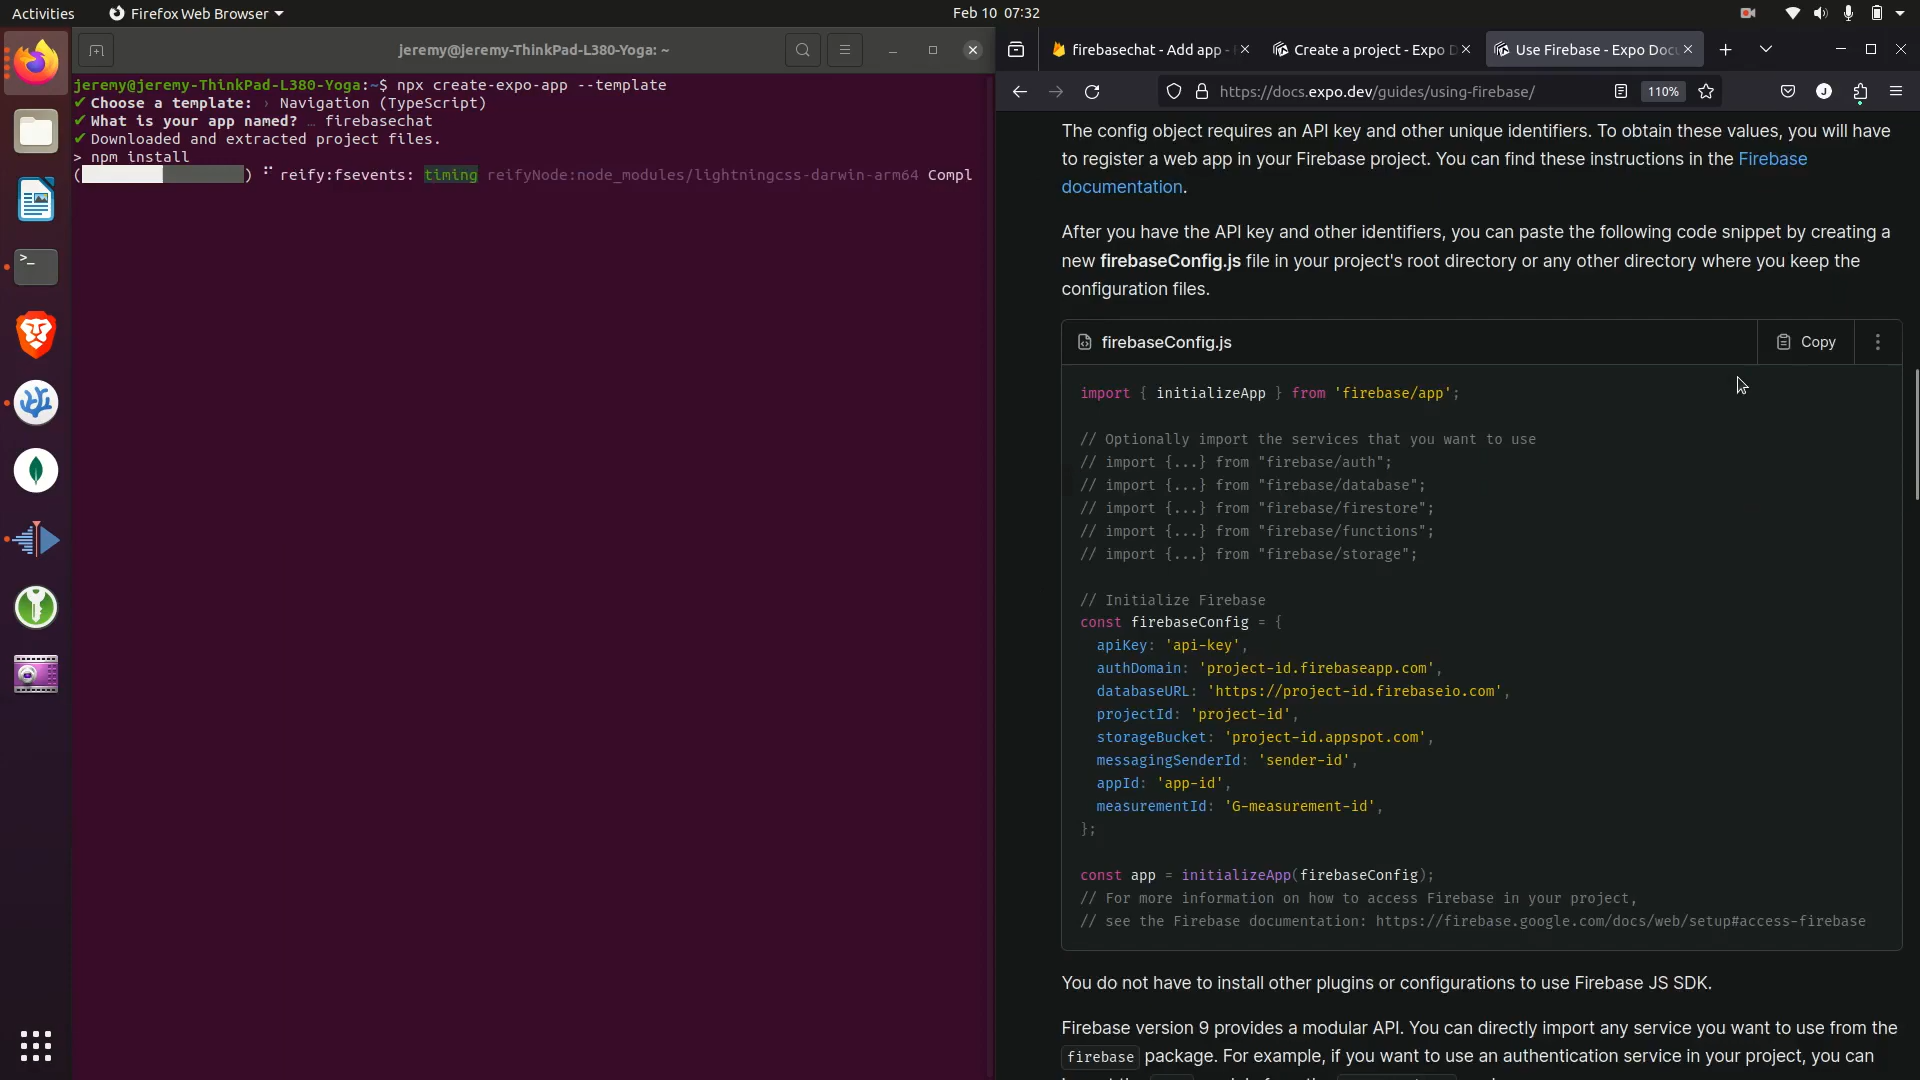 Activities
Firefox Web Browser
Feb 10 07:32
jeremy@jeremy-ThinkPad-L380-Yoga: ~
jeremy@jeremy-ThinkPad-L380-Yoga:~$ npx create-expo-app --template
✔ Choose a template: › Navigation (TypeScript)
✔ What is your app named? … firebasechat
✔ Downloaded and extracted project files.
> npm install
( ) ⠋ reify:fsevents: timing reifyNode:node_modules/lightningcss-darwin-arm64 Compl
firebasechat - Add app -
Create a project - Expo D
Use Firebase - Expo Docu
https://docs.expo.dev/guides/using-firebase/
110%
J
The config object requires an API key and other unique identifiers. To obtain these values, you will have
to register a web app in your Firebase project. You can find these instructions in the Firebase
documentation.
After you have the API key and other identifiers, you can paste the following code snippet by creating a
new firebaseConfig.js file in your project's root directory or any other directory where you keep the
configuration files.
firebaseConfig.js
Copy
import { initializeApp } from 'firebase/app';
// Optionally import the services that you want to use
// import {...} from "firebase/auth";
// import {...} from "firebase/database";
// import {...} from "firebase/firestore";
// import {...} from "firebase/functions";
// import {...} from "firebase/storage";
// Initialize Firebase
const firebaseConfig = {
apiKey: 'api-key',
authDomain: 'project-id.firebaseapp.com',
databaseURL: 'https://project-id.firebaseio.com',
projectId: 'project-id',
storageBucket: 'project-id.appspot.com',
messagingSenderId: 'sender-id',
appId: 'app-id',
measurementId: 'G-measurement-id',
};
const app = initializeApp(firebaseConfig);
// For more information on how to access Firebase in your project,
// see the Firebase documentation: https://firebase.google.com/docs/web/setup#access-firebase
You do not have to install other plugins or configurations to use Firebase JS SDK.
Firebase version 9 provides a modular API. You can directly import any service you want to use from the
firebase package. For example, if you want to use an authentication service in your project, you can